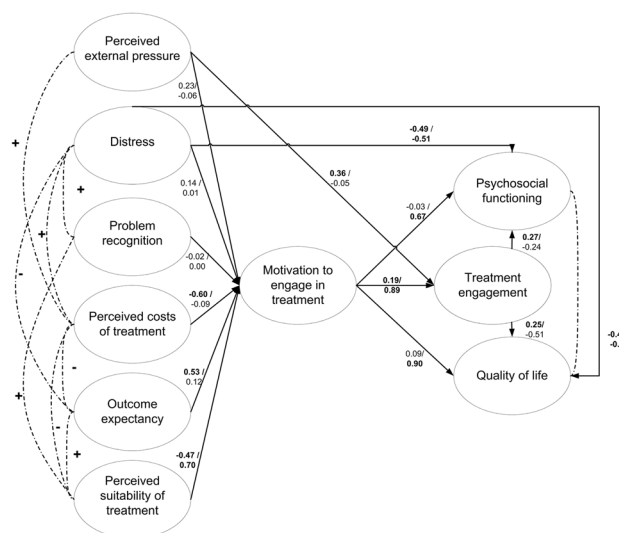 Perceived
external pressure
0.23/
-0.06
Distress
-0.49 /
-0.51
+
+
+
0.14 /
0.01
0.36 /
-0.05
Psychosocial
functioning
Problem
recognition
-0.03 /
0.67
-0.02 /
0.00
0.27/
-0.24
-
Motivation to
engage in
treatment
0.19/
0.89
Treatment
engagement
Perceived costs
of treatment
-0.60 /
-0.09
0.25/
-0.51
-0.4
-0.
-
0.09/
0.90
Quality of life
0.53 /
0.12
+
Outcome
expectancy
-
+
-0.47 /
0.70
Perceived
suitability of
treatment